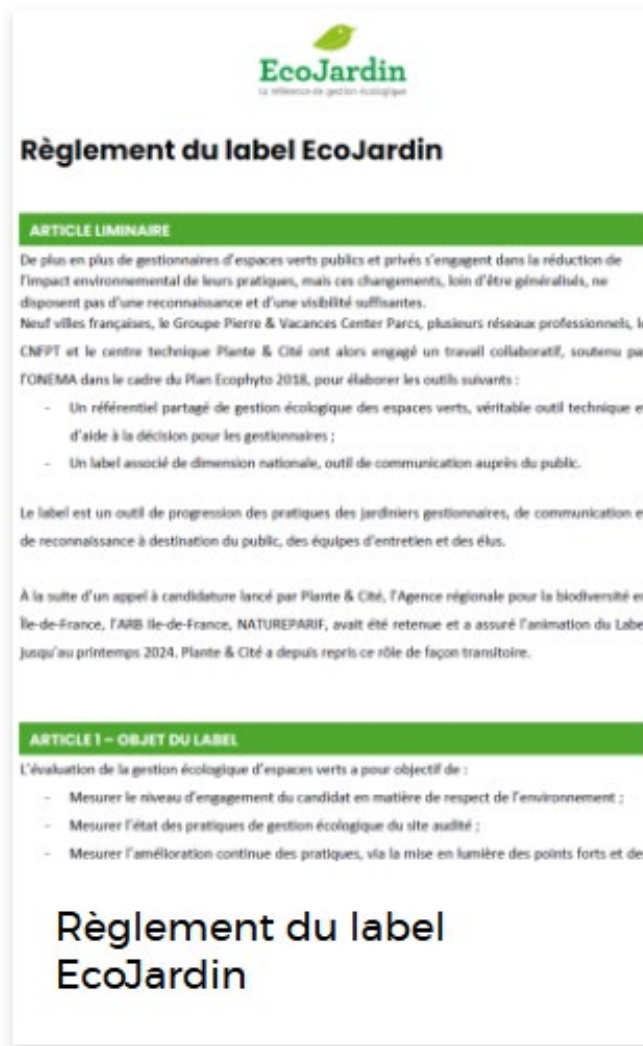 EcoJardin
La référence de gestion écologique
Règlement du label EcoJardin
ARTICLE LIMINAIRE
De plus en plus de gestionnaires d'espaces verts publics et privés s'engagent dans la réduction de
l'impact environnemental de leurs pratiques, mais ces changements, loin d'être généralisés, ne
disposent pas d'une reconnaissance et d'une visibilité suffisantes.
Neuf villes françaises, le Groupe Pierre & Vacances Center Parcs, plusieurs réseaux professionnels, l
CNFPT et le centre technique Plante & Cité ont alors engagé un travail collaboratif, soutenu pa
l'ONEMA dans le cadre du Plan Ecophyto 2018, pour élaborer les outils suivants :
- Un référentiel partagé de gestion écologique des espaces verts, véritable outil technique e
d'aide à la décision pour les gestionnaires ;
- Un label associé de dimension nationale, outil de communication auprès du public.
Le label est un outil de progression des pratiques des jardiniers gestionnaires, de communication e
de reconnaissance à destination du public, des équipes d'entretien et des élus.
À la suite d'un appel à candidature lancé par Plante & Cité, l'Agence régionale pour la biodiversité e
Île-de-France, l'ARB Ile-de-France, NATUREPARIF, avait été retenue et a assuré l'animation du Labe
jusqu'au printemps 2024. Plante & Cité a depuis repris ce rôle de façon transitoire.
ARTICLE 1 – OBJET DU LABEL
L'évaluation de la gestion écologique d'espaces verts a pour objectif de :
- Mesurer le niveau d'engagement du candidat en matière de respect de l'environnement ;
- Mesurer l'état des pratiques de gestion écologique du site audité ;
- Mesurer l'amélioration continue des pratiques, via la mise en lumière des points forts et de
Règlement du label
EcoJardin